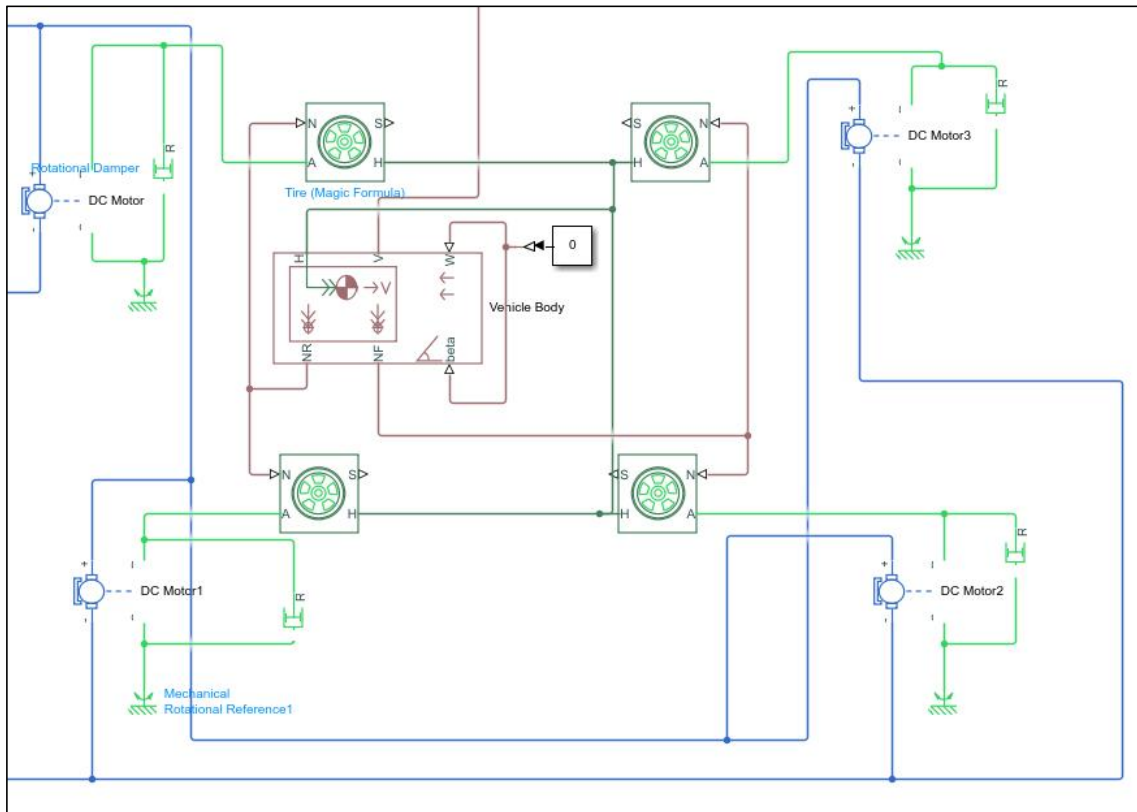 N
S
A
H
Tire (Magic Formula)
S
N
H
A
R
Rotational Damper
+
-
DC Motor
R
+
-
DC Motor3
H
V
W
V
NR
NF
beta
0
Vehicle Body
N
S
A
H
S
N
H
A
+
-
DC Motor1
R
Mechanical
Rotational Reference1
+
-
DC Motor2
R